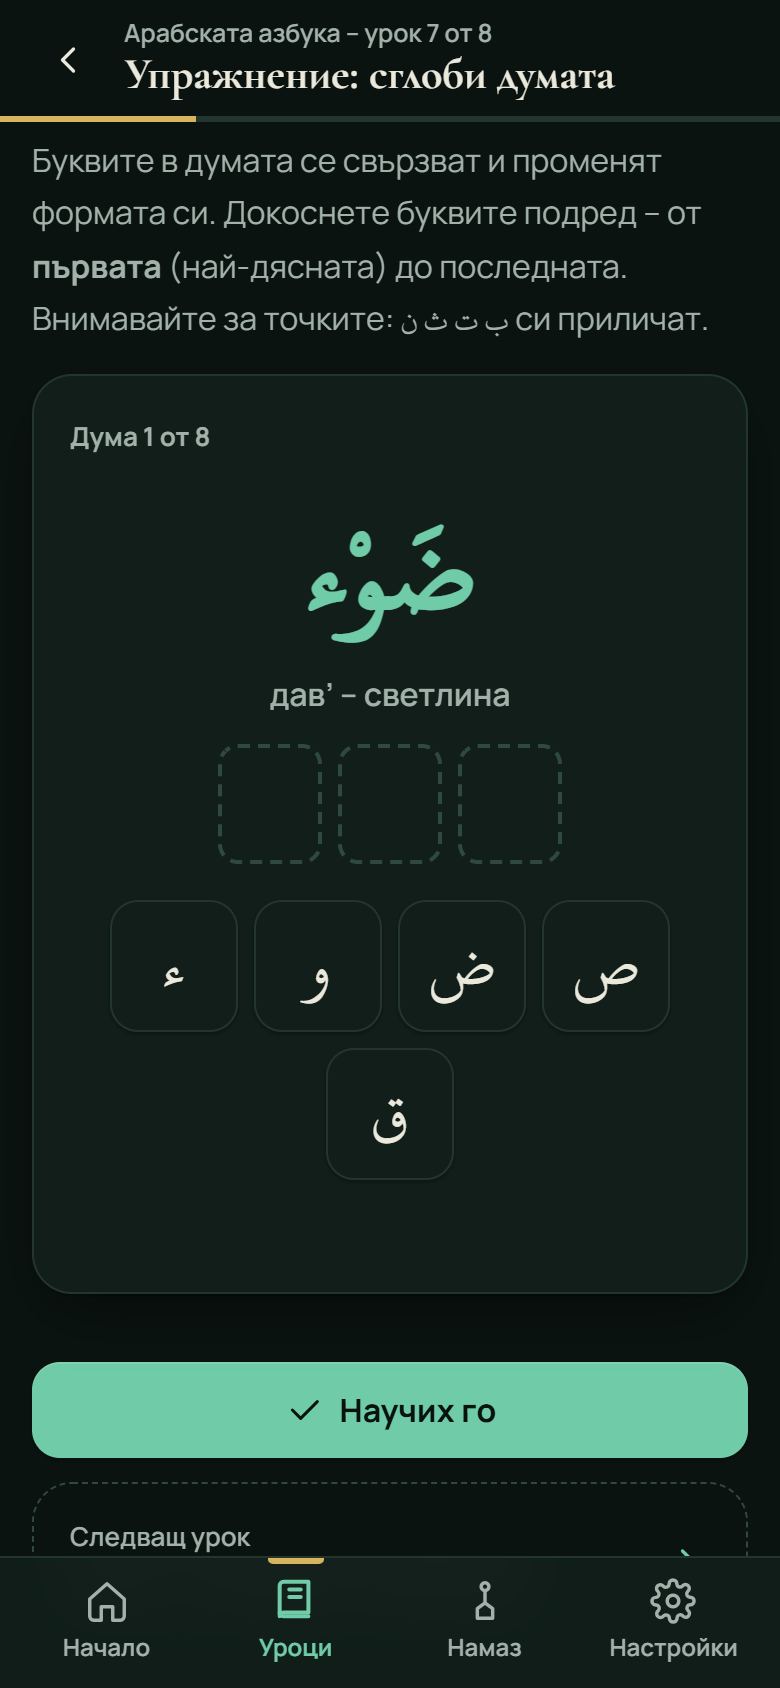 Арабската азбука – урок 7 от 8
Упражнение: сглоби думата
Буквите в думата се свързват и променят
формата си. Докоснете буквите подред – от
първата (най-дясната) до последната.
Внимавайте за точките: ب ت ث ن си приличат.
Дума 1 от 8
ضَوْء
дав’ – светлина
ص ض و ء
ق
Научих го
Следващ урок
Начало Уроци Намаз Настройки